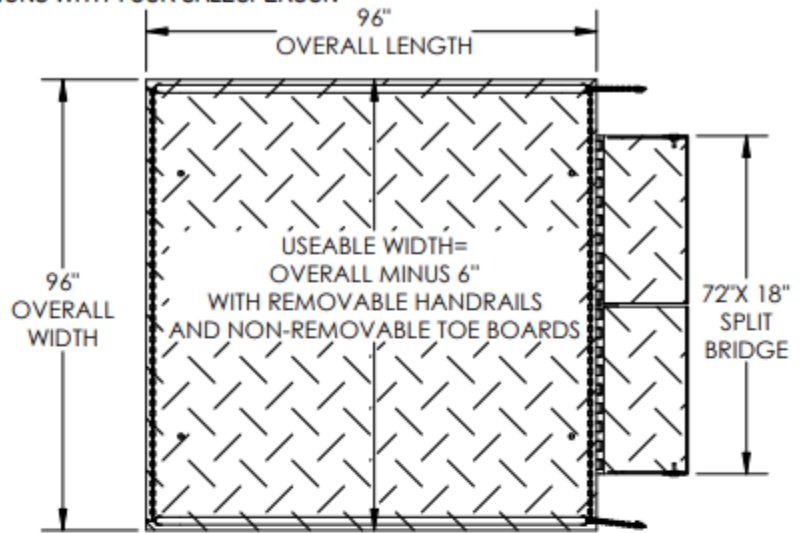 96"
OVERALL LENGTH
96"
OVERALL
WIDTH
USEABLE WIDTH=
OVERALL MINUS 6"
WITH REMOVABLE HANDRAILS
AND NON-REMOVABLE TOE BOARDS
72"X 18"
SPLIT
BRIDGE